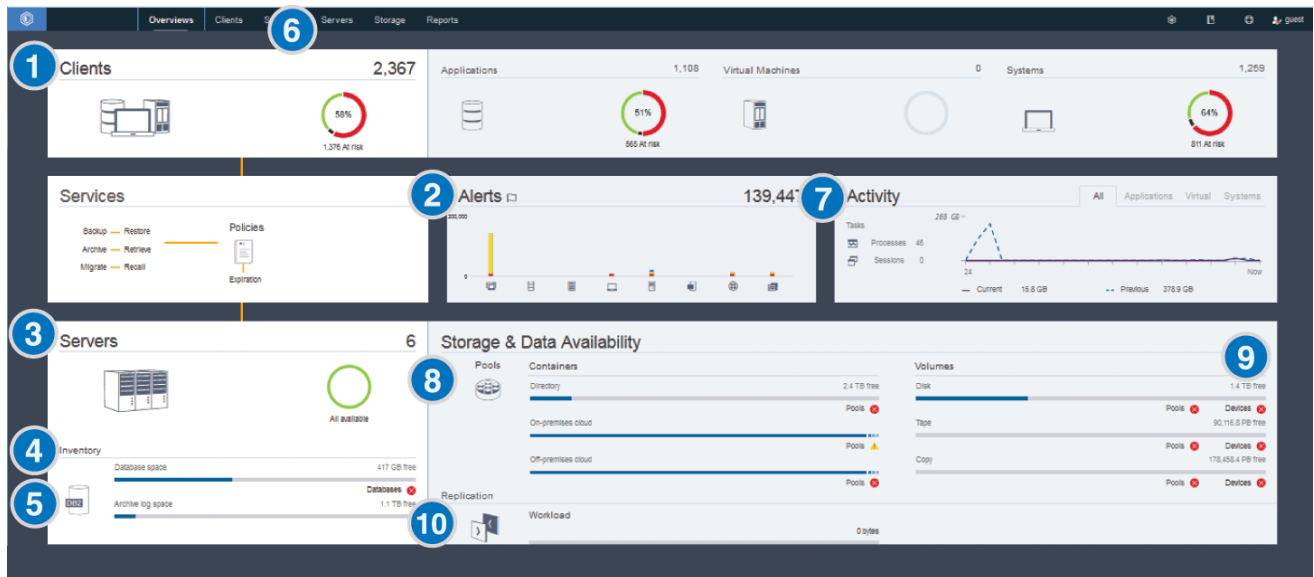 Overviews Clients S Servers Storage Reports guest
6
1 Clients 2,367
58%
1,376 At risk
Applications 1,108
51%
565 At risk
Virtual Machines 0
Systems 1,259
64%
811 At risk
Services
Backup — Restore
Archive — Retrieve
Migrate — Recall
Policies
Expiration
2 Alerts 139,447
200,000
0
7 Activity All Applications Virtual Systems
Tasks
Processes 46
Sessions 0
268 GB
24 Now
Current 15.8 GB Previous 378.9 GB
3 Servers 6
All available
4 Inventory
Database space 417 GB free
Databases
5 DB2
Archive log space 1.1 TB free
Storage & Data Availability
8 Pools
Containers
Directory 2.4 TB free
Pools
On-premises cloud
Pools
Off-premises cloud
Pools
9
Volumes
Disk 1.4 TB free
Pools Devices
Tape 90,116.8 PB free
Pools Devices
Copy 178,458.4 PB free
Pools Devices
Replication
10 Workload
0 bytes